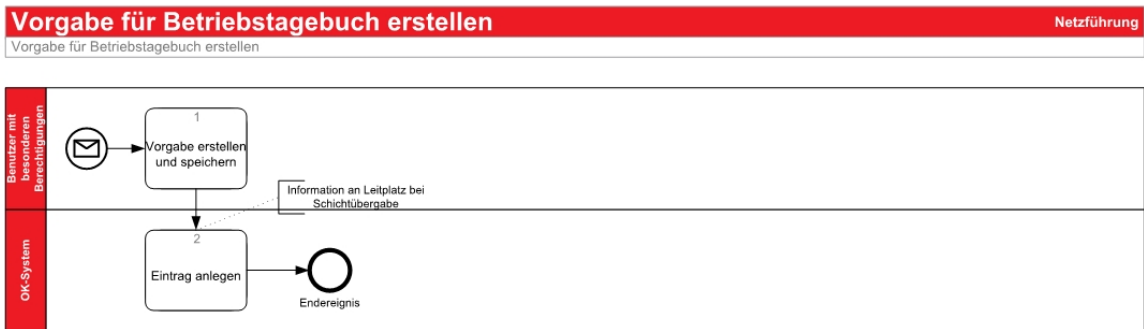 Vorgabe für Betriebstagebuch erstellen
Netzführung
Vorgabe für Betriebstagebuch erstellen
Benutzer mit
besonderen
Berechtigungen
1
Vorgabe erstellen
und speichern
Information an Leitplatz bei
Schichtübergabe
OK-System
2
Eintrag anlegen
Endereignis